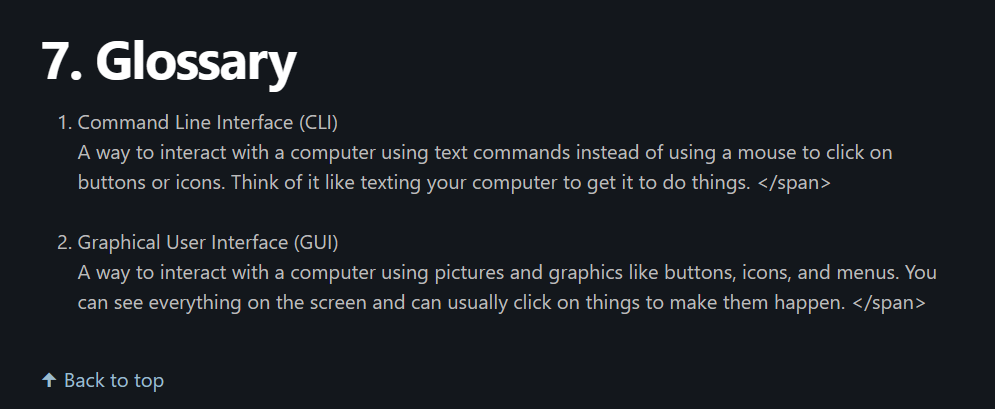 7. Glossary
1. Command Line Interface (CLI)
A way to interact with a computer using text commands instead of using a mouse to click on
buttons or icons. Think of it like texting your computer to get it to do things. </span>
2. Graphical User Interface (GUI)
A way to interact with a computer using pictures and graphics like buttons, icons, and menus. You
can see everything on the screen and can usually click on things to make them happen. </span>
⬆ Back to top